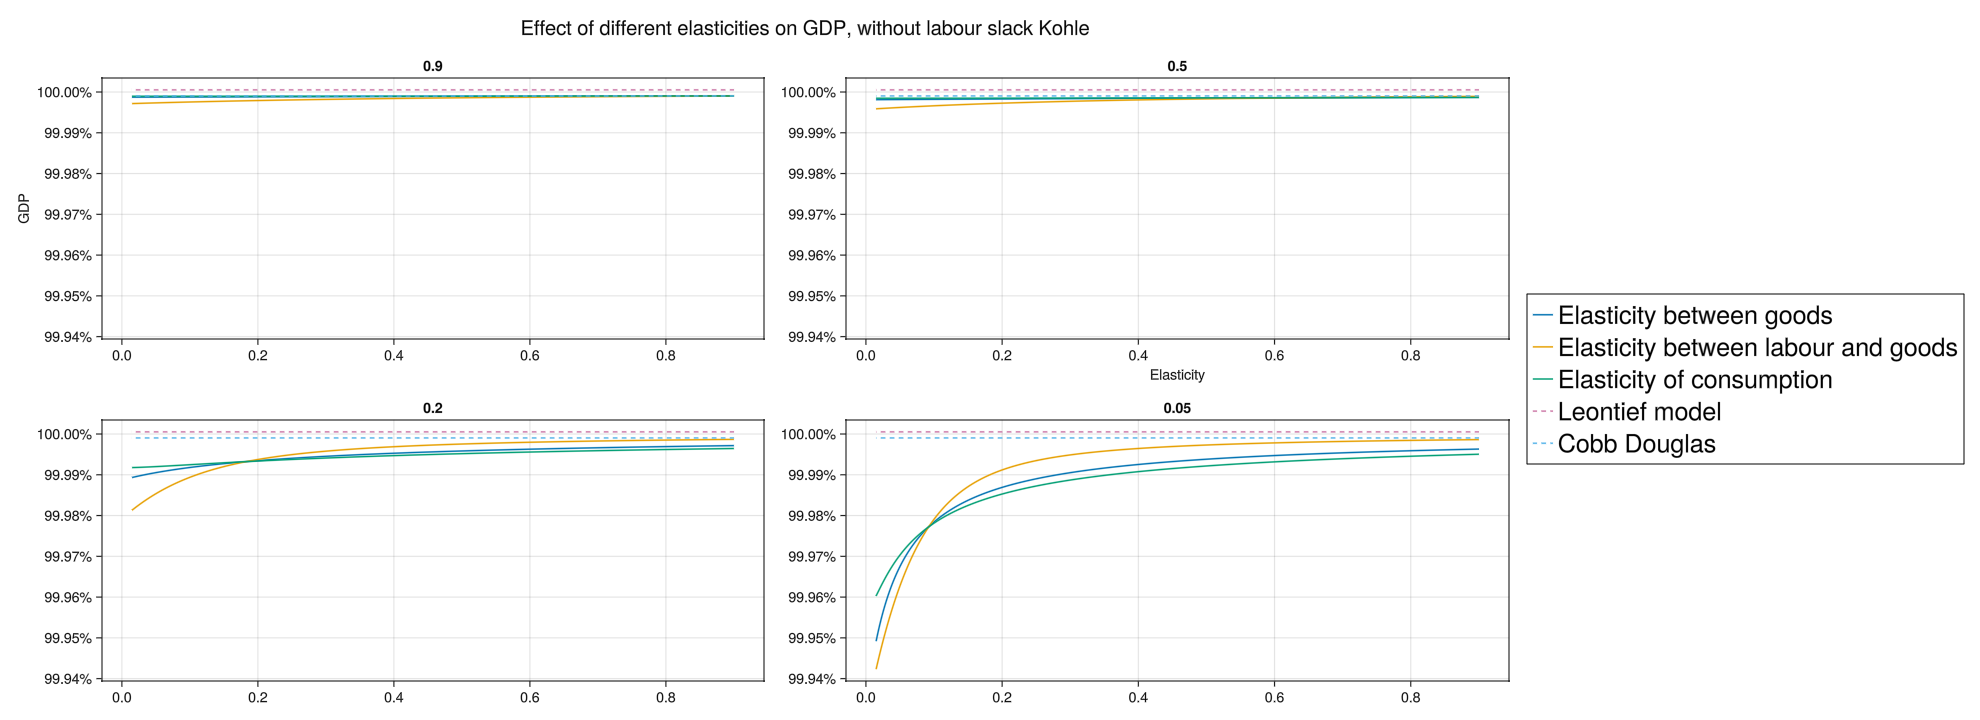 Effect of different elasticities on GDP, without labour slack Kohle
0.9
GDP
100.00%
99.99%
99.98%
99.97%
99.96%
99.95%
99.94%
0.0 0.2 0.4 0.6 0.8
0.5
100.00%
99.99%
99.98%
99.97%
99.96%
99.95%
99.94%
0.0 0.2 0.4 0.6 0.8
Elasticity
0.2
100.00%
99.99%
99.98%
99.97%
99.96%
99.95%
99.94%
0.0 0.2 0.4 0.6 0.8
0.05
100.00%
99.99%
99.98%
99.97%
99.96%
99.95%
99.94%
0.0 0.2 0.4 0.6 0.8
Elasticity between goods
Elasticity between labour and goods
Elasticity of consumption
Leontief model
Cobb Douglas